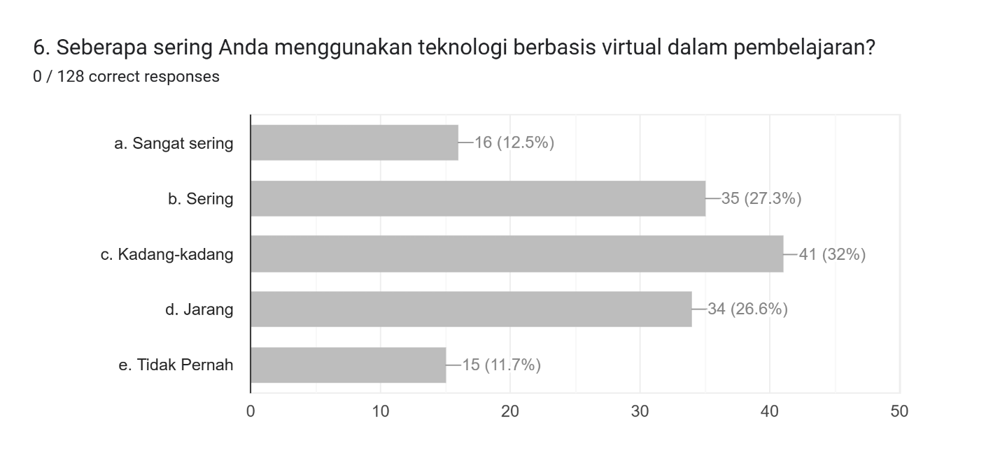 6. Seberapa sering Anda menggunakan teknologi berbasis virtual dalam pembelajaran?
0 / 128 correct responses
a. Sangat sering 16 (12.5%)
b. Sering 35 (27.3%)
c. Kadang-kadang 41 (32%)
d. Jarang 34 (26.6%)
e. Tidak Pernah 15 (11.7%)
0 10 20 30 40 50